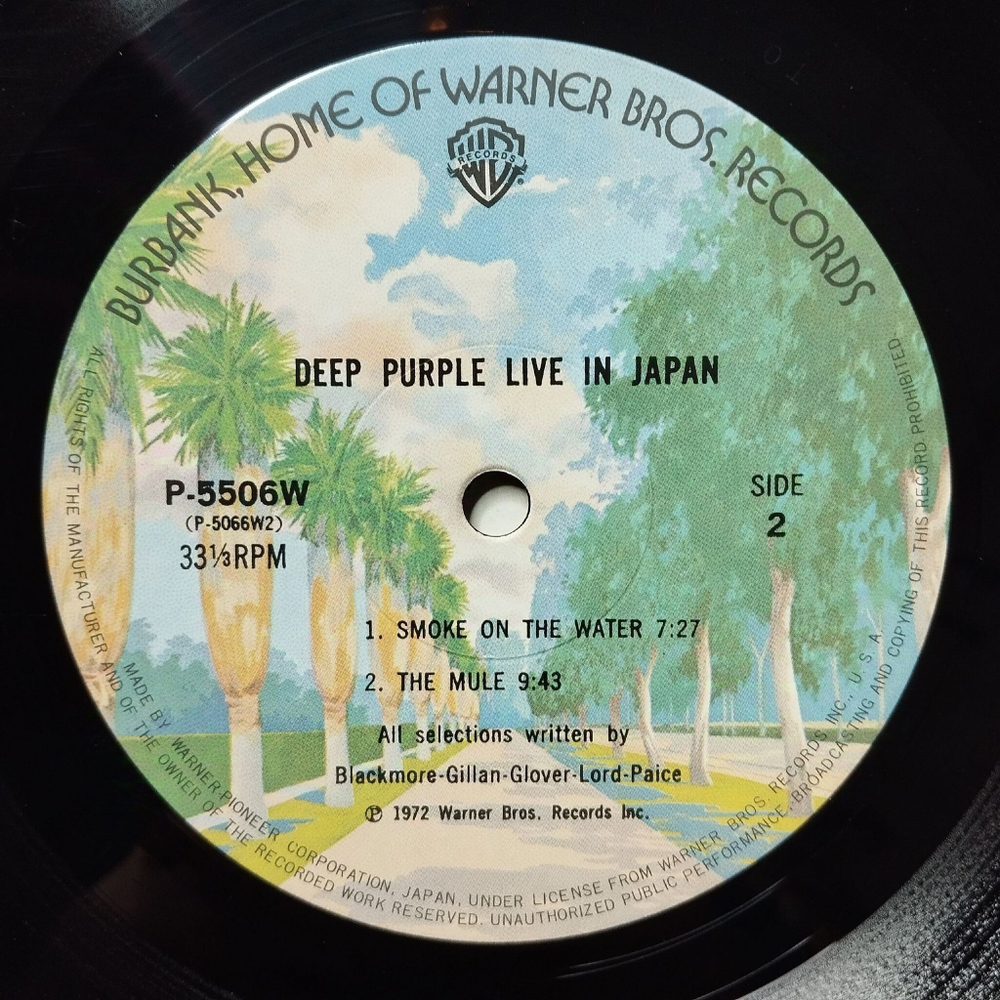 BURBANK, HOME OF WARNER BROS. RECORDS
WB
RECORDS
®
DEEP PURPLE LIVE IN JAPAN
P-5506W
(P-5066W2)
33⅓RPM
SIDE
2
1. SMOKE ON THE WATER 7:27
2. THE MULE 9:43
All selections written by
Blackmore-Gillan-Glover-Lord-Paice
℗ 1972 Warner Bros. Records Inc.
MADE BY WARNER-PIONEER CORPORATION, JAPAN, UNDER LICENSE FROM WARNER BROS. RECORDS INC., U S A
ALL RIGHTS OF THE MANUFACTURER AND OF THE OWNER OF THE RECORDED WORK RESERVED. UNAUTHORIZED PUBLIC PERFORMANCE, BROADCASTING AND COPYING OF THIS RECORD PROHIBITED